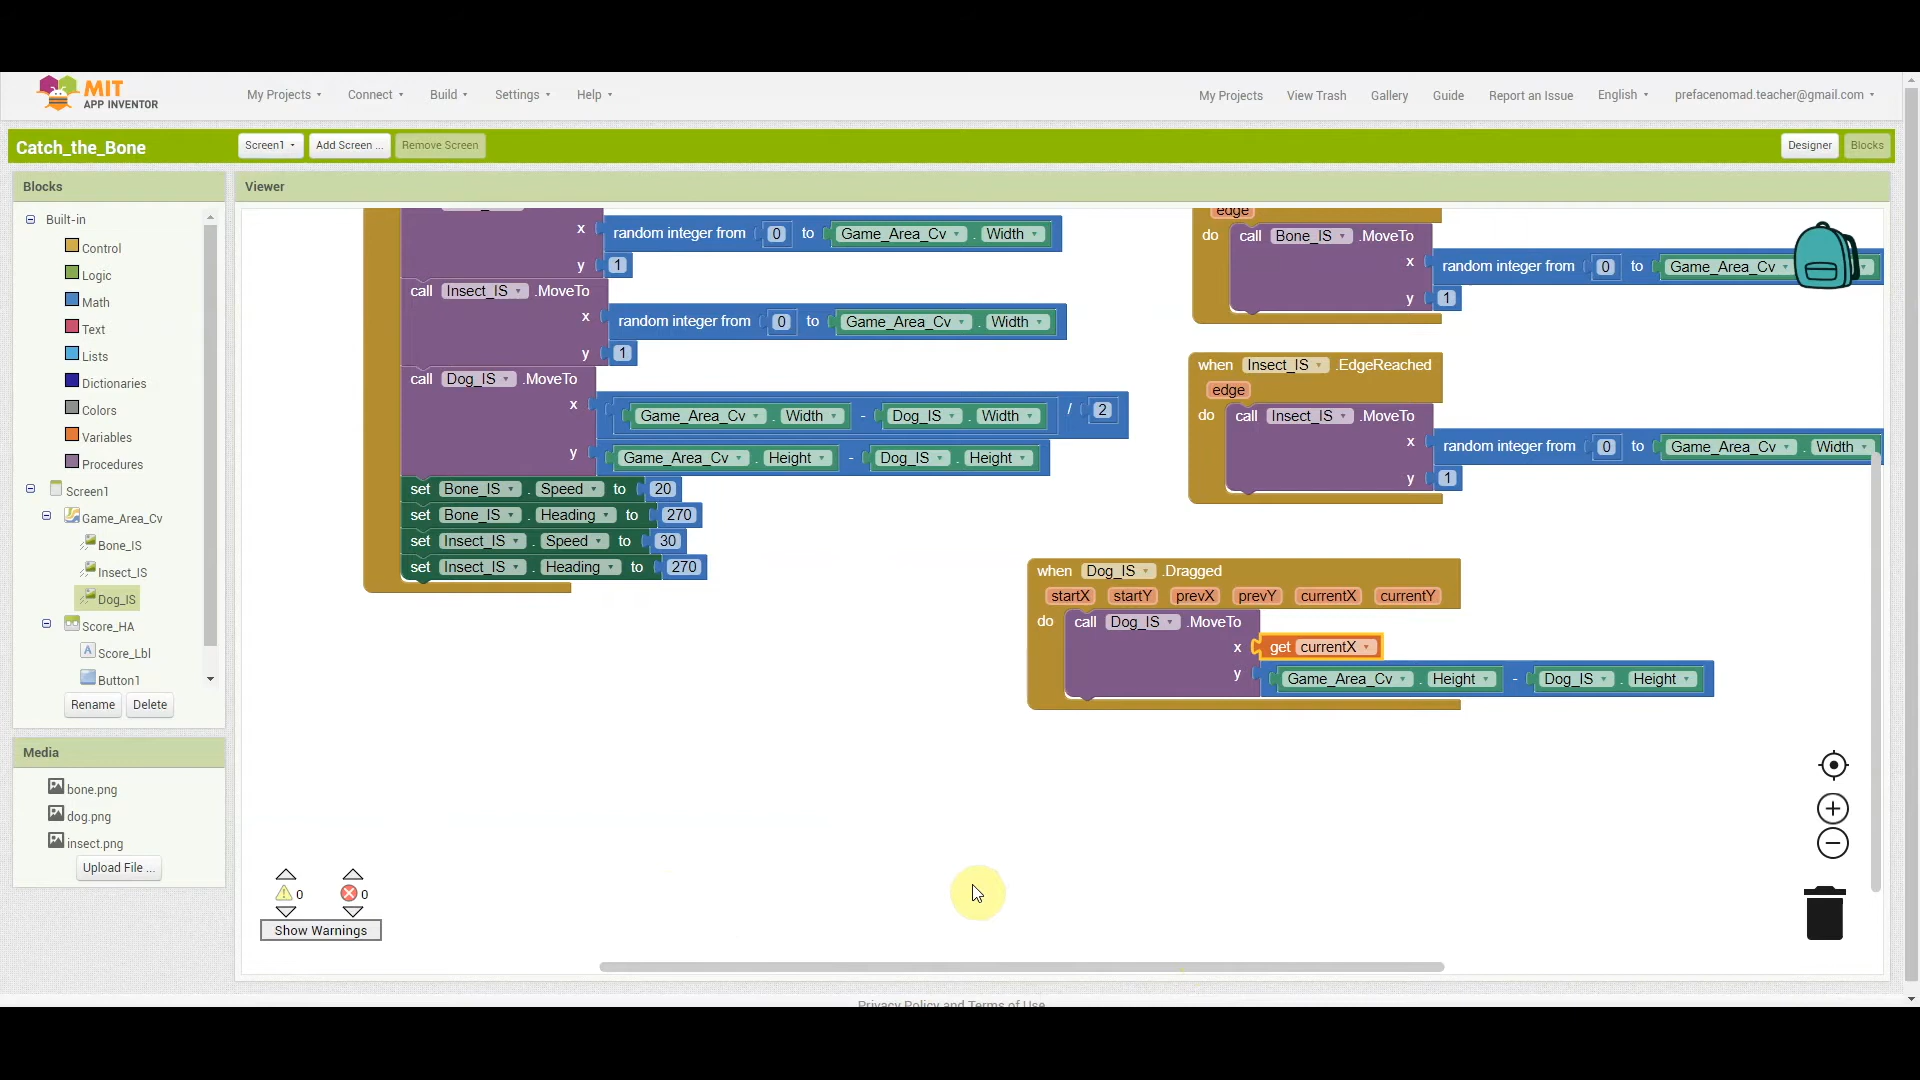 MIT
APP INVENTOR
My Projects
Connect
Build
Settings
Help
My Projects
View Trash
Gallery
Guide
Report an Issue
English
prefacenomad.teacher@gmail.com
Catch_the_Bone
Screen1
Add Screen ...
Remove Screen
Designer
Blocks
Blocks
Built-in
Control
Logic
Math
Text
Lists
Dictionaries
Colors
Variables
Procedures
Screen1
Game_Area_Cv
Bone_IS
Insect_IS
Dog_IS
Score_HA
A Score_Lbl
Button1
Rename
Delete
Media
bone.png
dog.png
insect.png
Upload File ...
Viewer
x random integer from 0 to Game_Area_Cv . Width
y 1
call Insect_IS .MoveTo
x random integer from 0 to Game_Area_Cv . Width
y 1
call Dog_IS .MoveTo
x Game_Area_Cv . Width - Dog_IS . Width / 2
y Game_Area_Cv . Height - Dog_IS . Height
set Bone_IS . Speed to 20
set Bone_IS . Heading to 270
set Insect_IS . Speed to 30
set Insect_IS . Heading to 270
edge
do call Bone_IS .MoveTo
x random integer from 0 to Game_Area_Cv
y 1
when Insect_IS .EdgeReached
edge
do call Insect_IS .MoveTo
x random integer from 0 to Game_Area_Cv . Width
y 1
when Dog_IS .Dragged
startX startY prevX prevY currentX currentY
do call Dog_IS .MoveTo
x get currentX
y Game_Area_Cv . Height - Dog_IS . Height
0 0
Show Warnings
Privacy Policy and Terms of Use